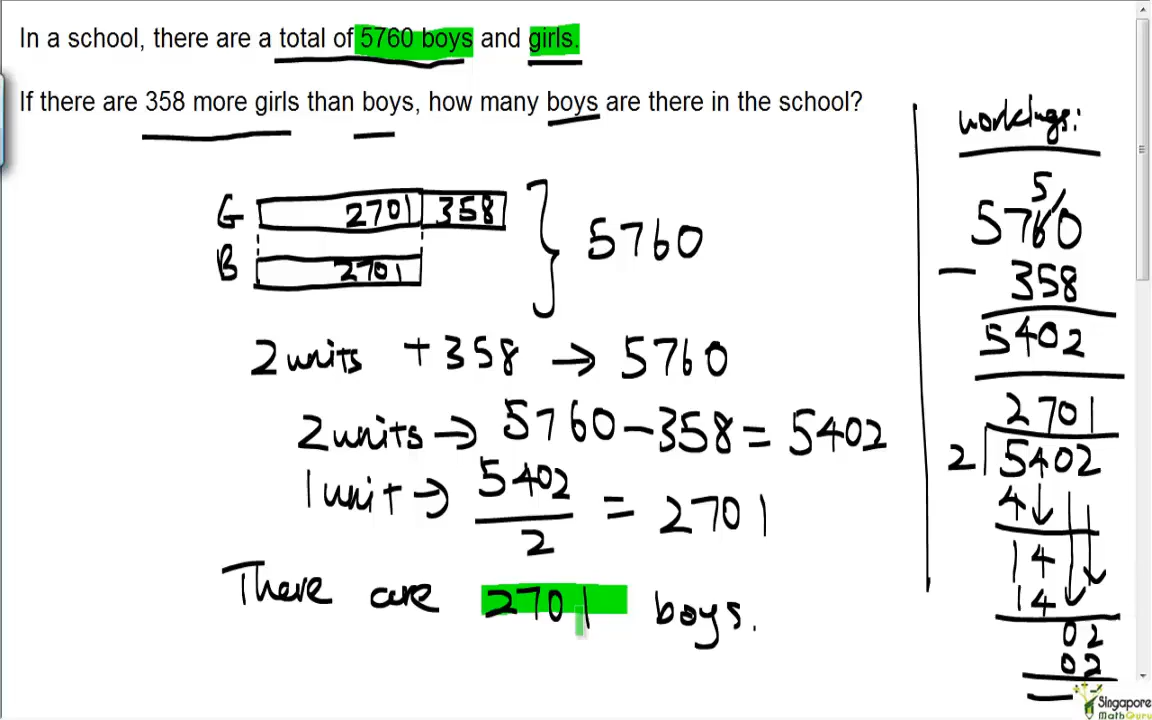 In a school, there are a total of 5760 boys and girls.
If there are 358 more girls than boys, how many boys are there in the school?
workings:
5
5760
- 358
5402
2701
2 5402
4
14
14
02
02
G 2701 358
B 2701
5760
2 units + 358 → 5760
2 units → 5760 - 358 = 5402
1 unit → 5402/2 = 2701
There are 2701 boys.
Singapore
MathGuru